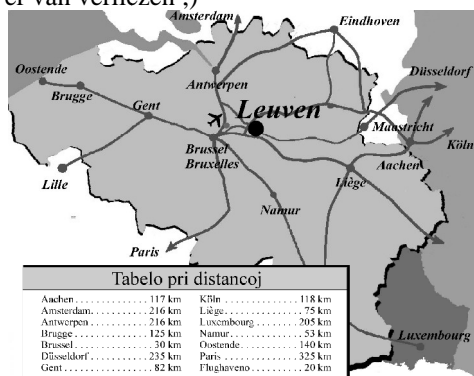 er van verliezen ;)
Amsterdam
Eindhoven
Oostende
Düsseldorf
Brugge
Antwerpen
Gent
Leuven
Maastricht
Brussel
Bruxelles
Köln
Aachen
Lille
Liège
Namur
Paris
Tabelo pri distancoj
Aachen . . . . . . . . . . . . . 117 km
Amsterdam. . . . . . . . . . 216 km
Antwerpen . . . . . . . . . . 216 km
Brugge . . . . . . . . . . . . . 125 km
Brussel . . . . . . . . . . . . . . 30 km
Düsseldorf . . . . . . . . . . 235 km
Gent . . . . . . . . . . . . . . . . 82 km
Köln . . . . . . . . . . . . . . . 118 km
Liège. . . . . . . . . . . . . . . . 75 km
Luxembourg . . . . . . . . 205 km
Namur. . . . . . . . . . . . . . . 53 km
Oostende . . . . . . . . . . . 140 km
Paris . . . . . . . . . . . . . . . 325 km
Flughaveno . . . . . . . . . . 20 km
Luxembourg